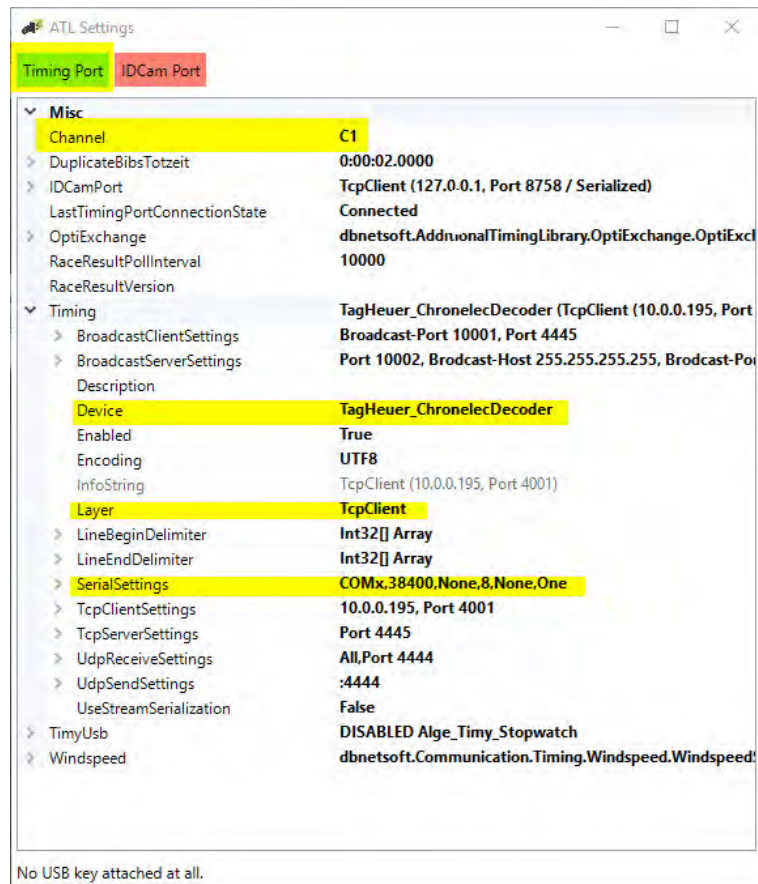 ATL Settings
Timing Port IDCam Port
Misc
Channel C1
DuplicateBibsTotzeit 0:00:02.0000
IDCamPort TcpClient (127.0.0.1, Port 8758 / Serialized)
LastTimingPortConnectionState Connected
OptiExchange dbnetsoft.AdditionalTimingLibrary.OptiExchange.OptiExcl
RaceResultPollInterval 10000
RaceResultVersion
Timing TagHeuer_ChronelecDecoder (TcpClient (10.0.0.195, Port
BroadcastClientSettings Broadcast-Port 10001, Port 4445
BroadcastServerSettings Port 10002, Brodcast-Host 255.255.255.255, Brodcast-Po
Description
Device TagHeuer_ChronelecDecoder
Enabled True
Encoding UTF8
InfoString TcpClient (10.0.0.195, Port 4001)
Layer TcpClient
LineBeginDelimiter Int32[] Array
LineEndDelimiter Int32[] Array
SerialSettings COMx,38400,None,8,None,One
TcpClientSettings 10.0.0.195, Port 4001
TcpServerSettings Port 4445
UdpReceiveSettings All,Port 4444
UdpSendSettings :4444
UseStreamSerialization False
TimyUsb DISABLED Alge_Timy_Stopwatch
Windspeed dbnetsoft.Communication.Timing.Windspeed.WindspeedS
No USB key attached at all.